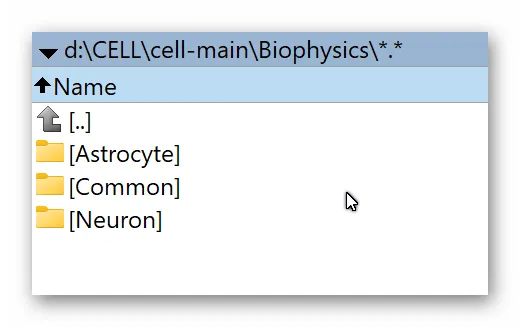 d:\CELL\cell-main\Biophysics\*.*
Name
[..]
[Astrocyte]
[Common]
[Neuron]